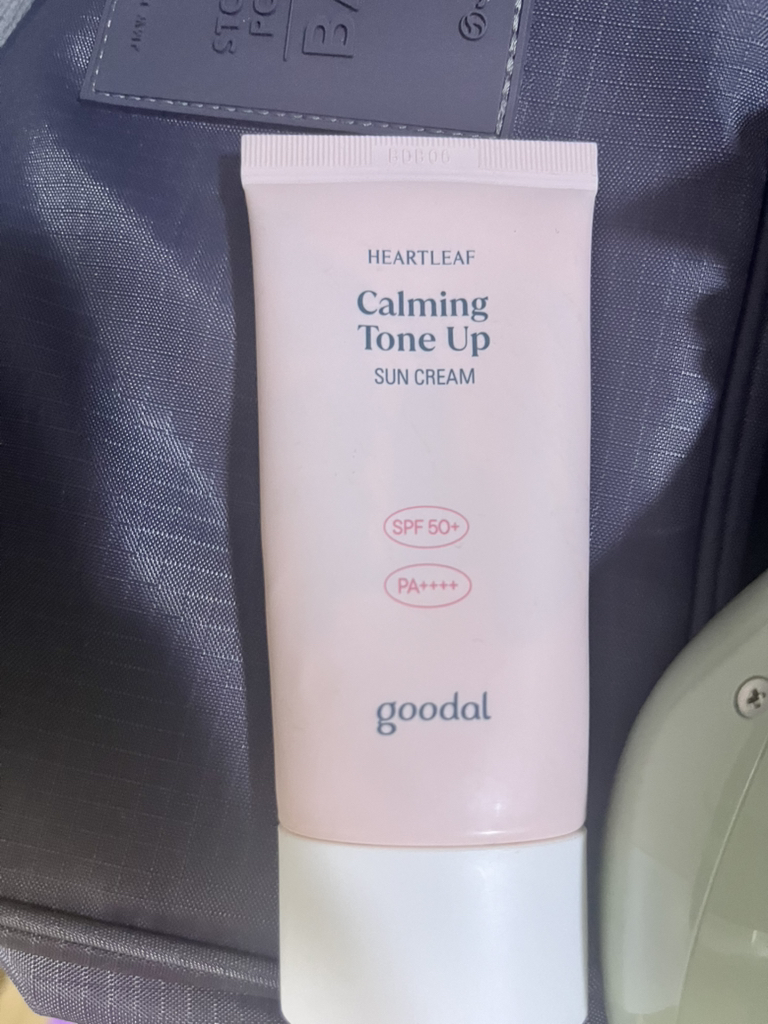 HEARTLEAF
Calming
Tone Up
SUN CREAM
SPF 50+
PA++++
goodal